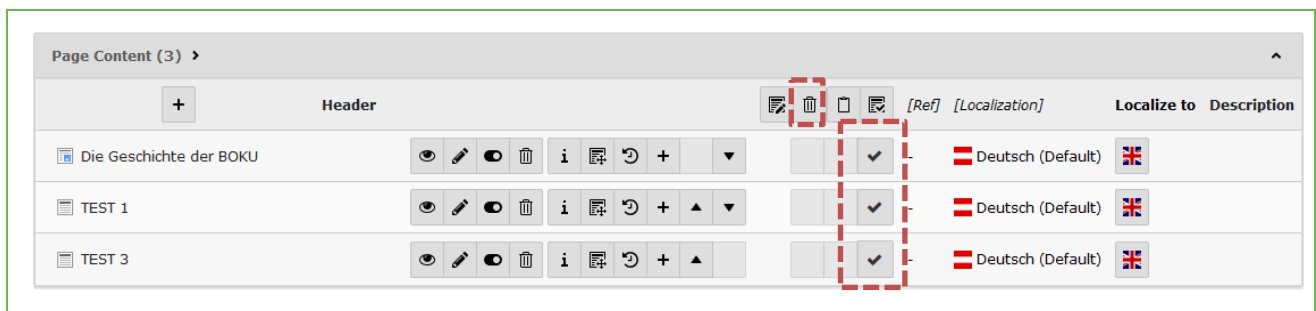 Page Content (3)
Header [Ref] [Localization] Localize to Description
Die Geschichte der BOKU - Deutsch (Default)
TEST 1 - Deutsch (Default)
TEST 3 - Deutsch (Default)